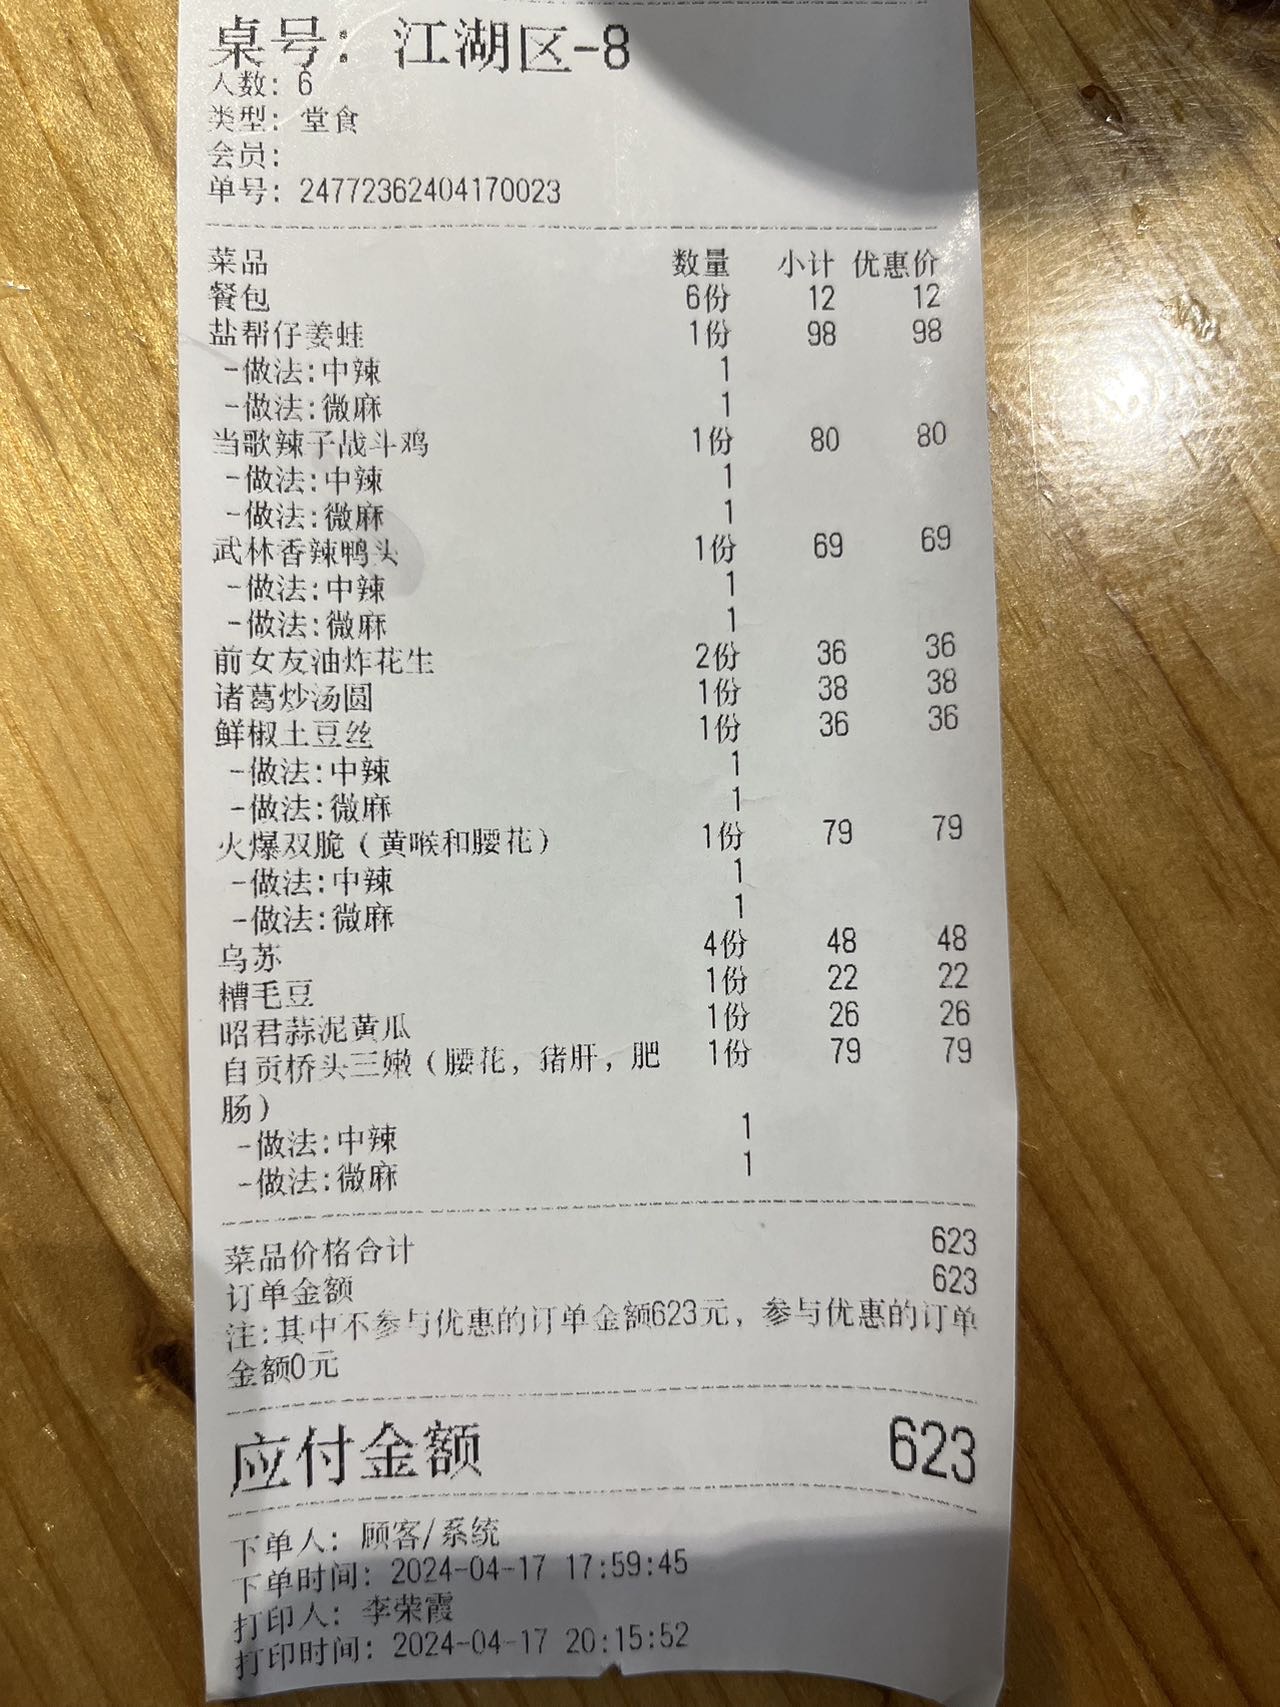 桌号: 江湖区-8
人数: 6
类型: 堂食
会员:
单号: 24772362404170023
菜品 数量 小计 优惠价
餐包 6份 12 12
盐帮仔姜蛙 1份 98 98
-做法:中辣 1
-做法:微麻 1
当歌辣子战斗鸡 1份 80 80
-做法:中辣 1
-做法:微麻 1
武林香辣鸭头 1份 69 69
-做法:中辣 1
-做法:微麻 1
前女友油炸花生 2份 36 36
诸葛炒汤圆 1份 38 38
鲜椒土豆丝 1份 36 36
-做法:中辣 1
-做法:微麻 1
火爆双脆（黄喉和腰花） 1份 79 79
-做法:中辣 1
-做法:微麻 1
乌苏 4份 48 48
糟毛豆 1份 22 22
昭君蒜泥黄瓜 1份 26 26
自贡桥头三嫩（腰花，猪肝，肥 1份 79 79
肠）
-做法:中辣 1
-做法:微麻 1
菜品价格合计 623
订单金额 623
注:其中不参与优惠的订单金额623元，参与优惠的订单
金额0元
应付金额 623
下单人: 顾客/系统
下单时间: 2024-04-17 17:59:45
打印人: 李荣霞
打印时间: 2024-04-17 20:15:52